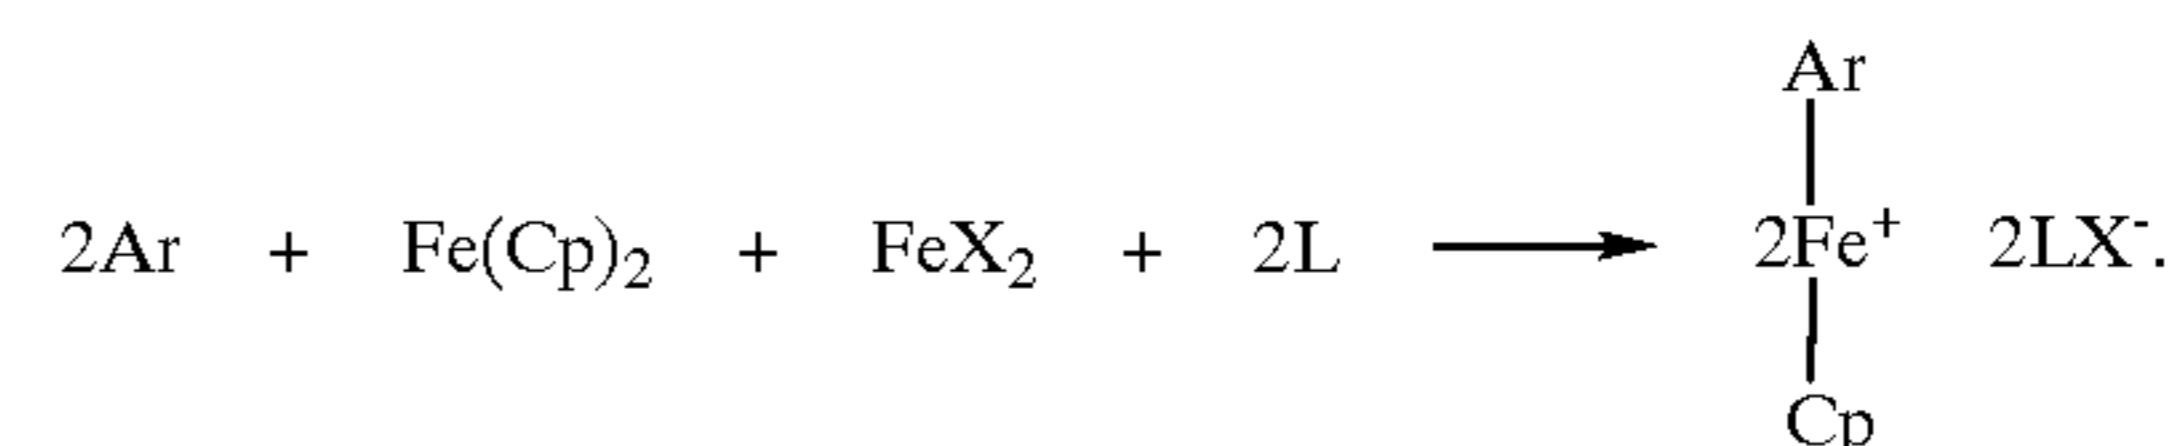 Ar
2Ar + Fe(Cp)₂ + FeX₂ + 2L ⟶ 2Fe⁺ 2LX⁻.
Cp